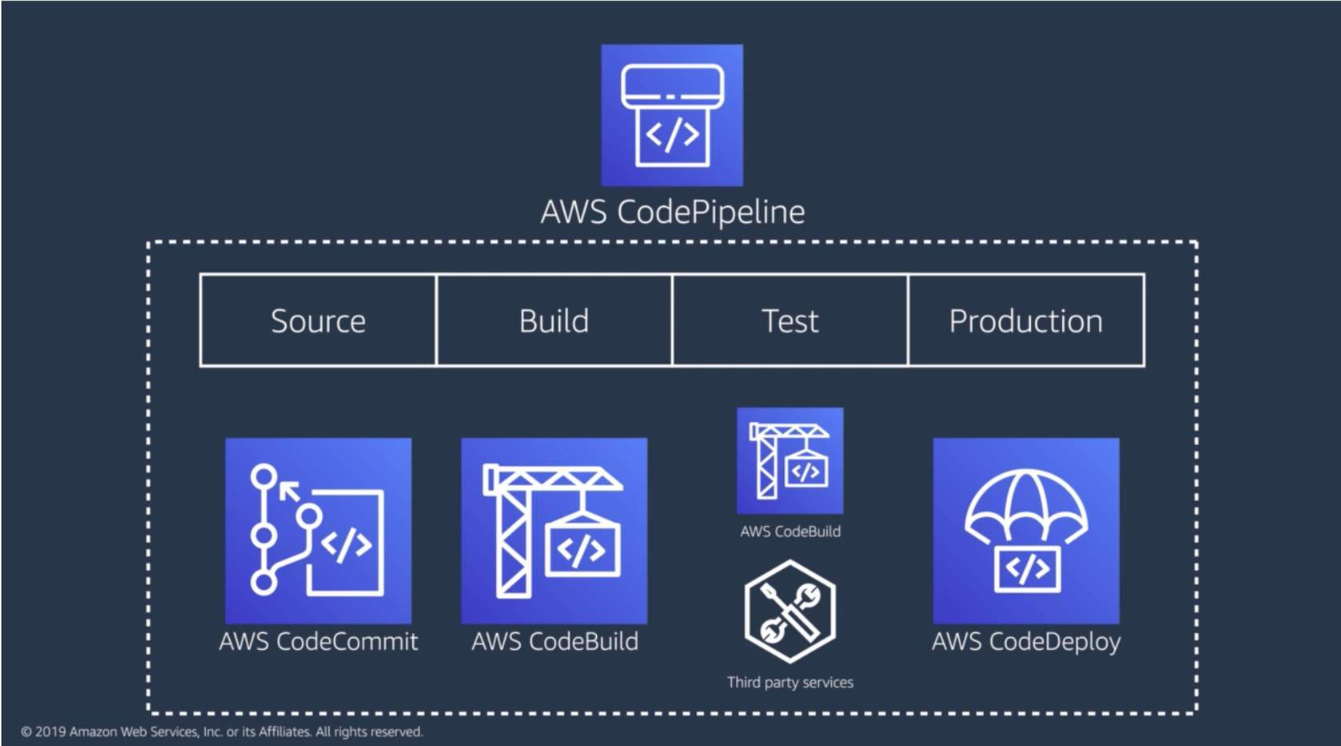 </>
AWS CodePipeline
Source
Build
Test
Production
</>
AWS CodeCommit
</>
AWS CodeBuild
</>
AWS CodeBuild
Third party services
</>
AWS CodeDeploy
© 2019 Amazon Web Services, Inc. or its Affiliates. All rights reserved.